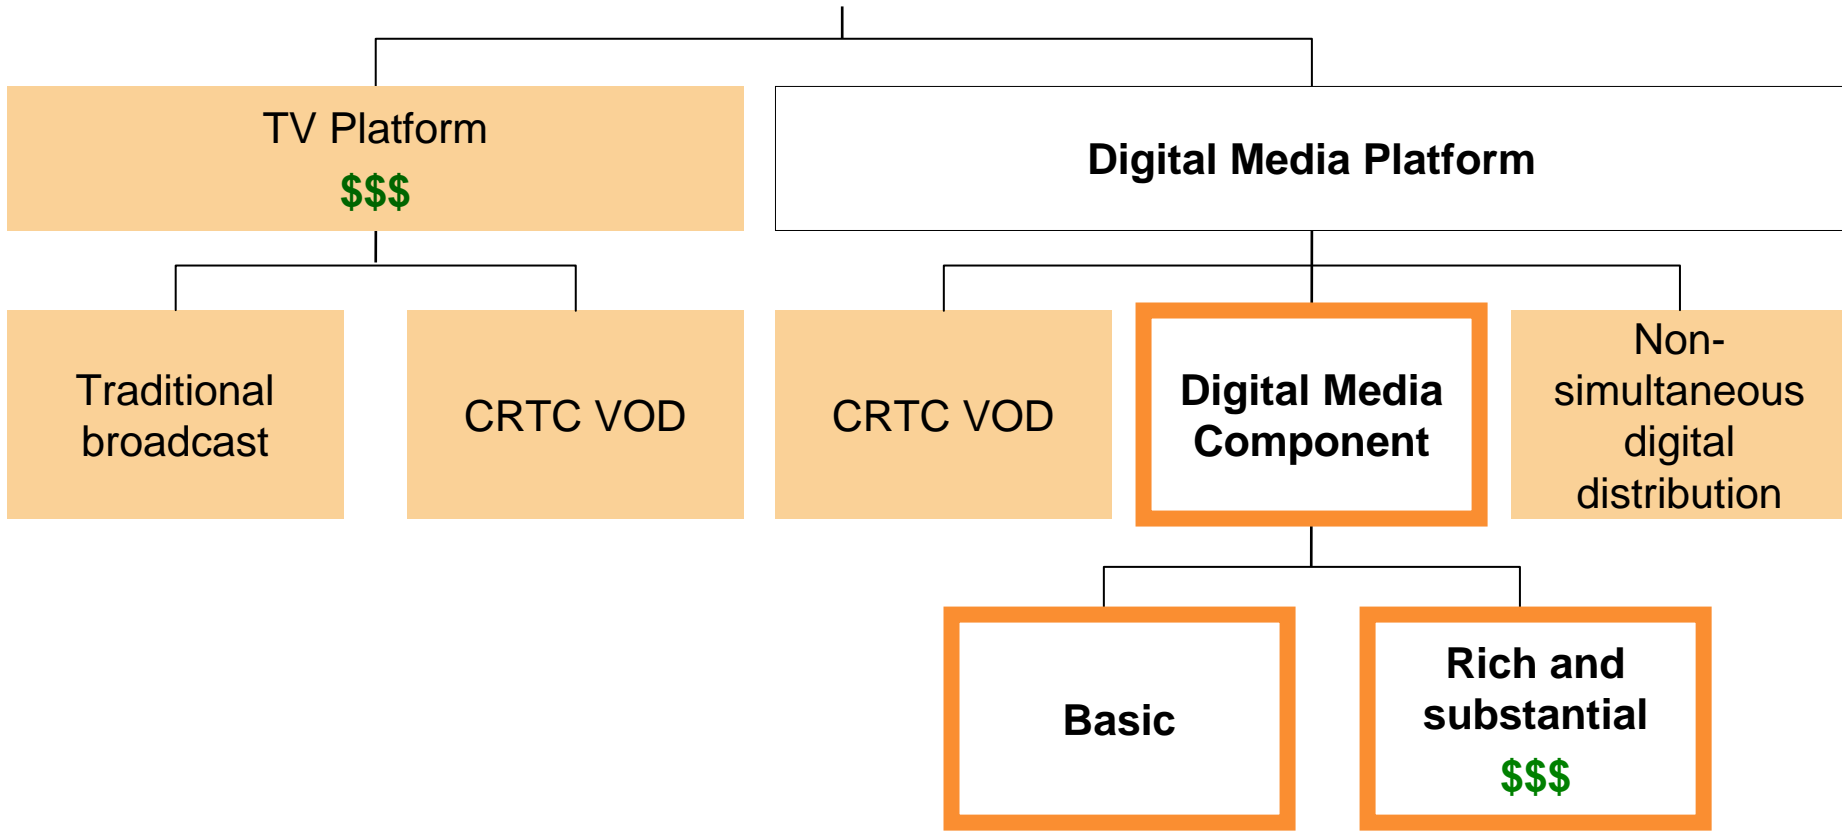 TV Platform
$$$
Digital Media Platform
Traditional
broadcast
CRTC VOD
CRTC VOD
Digital Media
Component
Non-
simultaneous
digital
distribution
Basic
Rich and
substantial
$$$